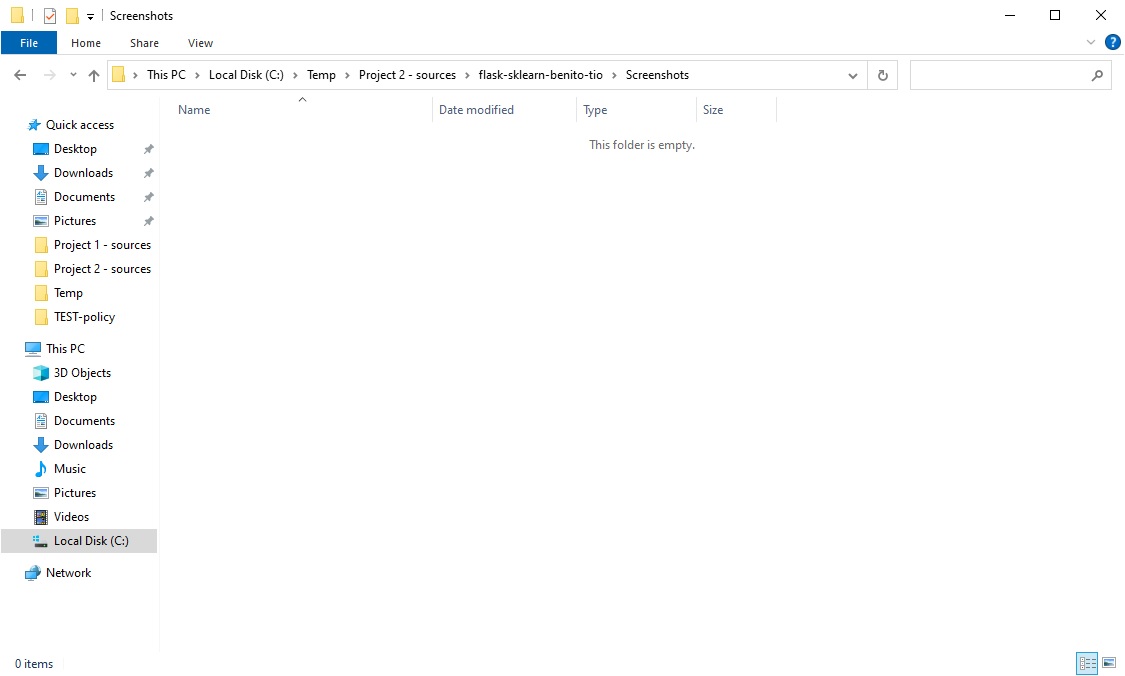 Screenshots
File Home Share View
This PC Local Disk (C:) Temp Project 2 - sources flask-sklearn-benito-tio Screenshots
Name Date modified Type Size
This folder is empty.
Quick access
Desktop
Downloads
Documents
Pictures
Project 1 - sources
Project 2 - sources
Temp
TEST-policy
This PC
3D Objects
Desktop
Documents
Downloads
Music
Pictures
Videos
Local Disk (C:)
Network
0 items